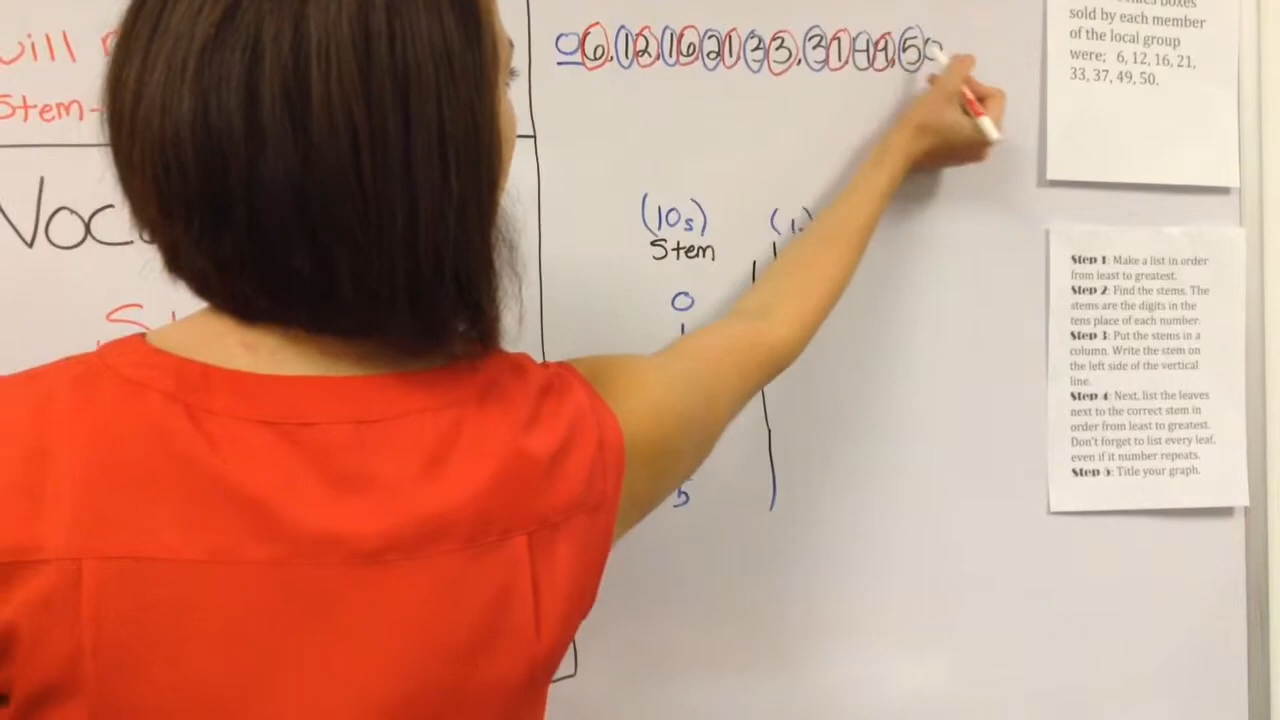 will
Stem-
Voc
06, 12, 16, 21, 33, 37, 49, 5
(10s)
Stem
0
5
boxes
sold by each member
of the local group
were; 6, 12, 16, 21,
33, 37, 49, 50.
Step 1: Make a list in order
from least to greatest.
Step 2: Find the stems. The
stems are the digits in the
tens place of each number.
Step 3: Put the stems in a
column. Write the stem on
the left side of the vertical
line.
Step 4: Next, list the leaves
next to the correct stem in
order from least to greatest.
Don't forget to list every leaf,
even if it number repeats.
Step 5: Title your graph.